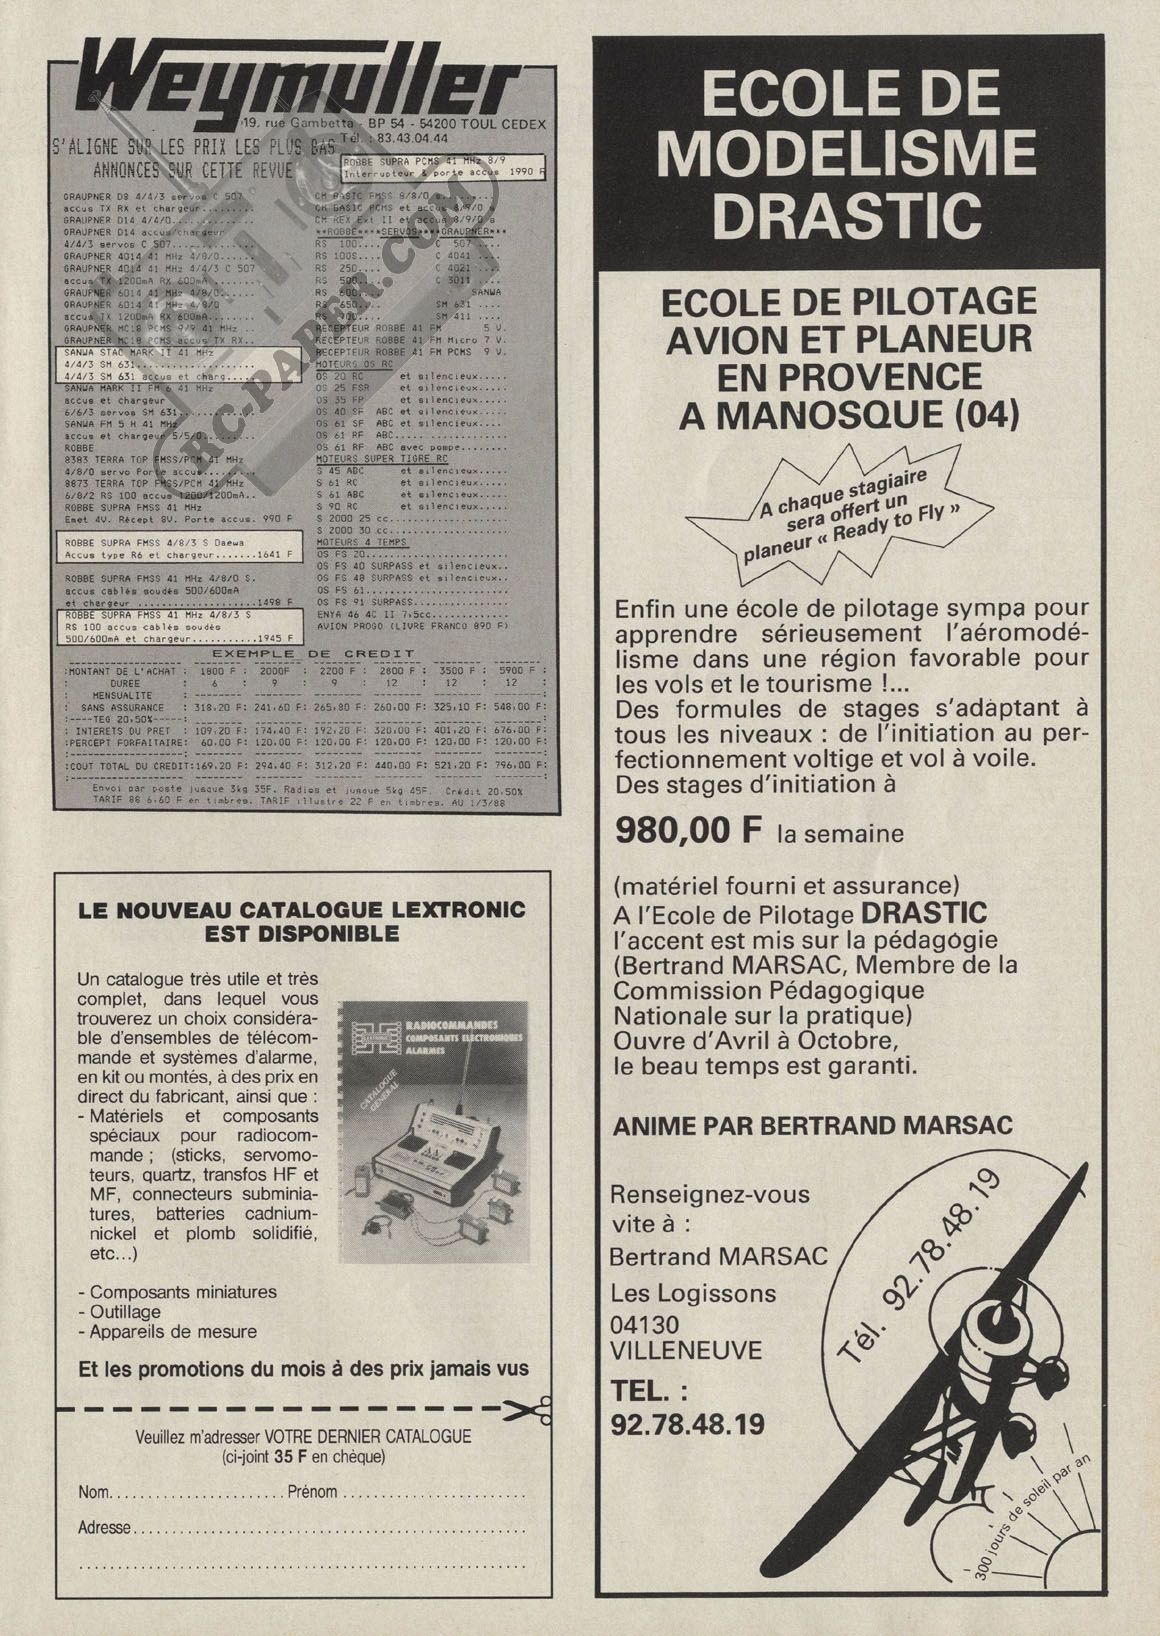 Weymuller
19, rue Gambetta - BP 54 - 54200 TOUL CEDEX
Tél. : 83.43.04.44
S'ALIGNE SUR LES PRIX LES PLUS BAS
ANNONCES SUR CETTE REVUE
GRAUPNER D8 4/4/3 servos C 507
accus TX RX et chargeur.........
GRAUPNER D14 4/4/0..............
GRAUPNER D14 accus/chargeur
4/4/3 servos C 507..............
GRAUPNER 4014 41 MHz 4/8/0......
GRAUPNER 4014 41 MHz 4/4/3 C 507
accus TX 1200mA RX 600mA........
GRAUPNER 6014 41 MHz 4/8/0......
GRAUPNER 6014 41 MHz 4/8/0
accus TX 1200mA RX 600mA........
GRAUPNER MC18 PCMS 9/9 41 MHz ..
GRAUPNER MC18 PCMS accus TX RX..
SANWA STAC MARK II 41 MHz
4/4/3 SM 631....................
4/4/3 SM 631 accus et charg.....
SANWA MARK II FM 6 41 MHz
accus et chargeur
6/6/3 servos SM 631.............
SANWA FM 5 H 41 MHz
accus et chargeur 5/5/0.........
ROBBE
8383 TERRA TOP FMSS/PCM 41 MHz
4/8/0 servo Porte accus.........
8873 TERRA TOP FMSS/PCM 41 MHz
6/8/2 RS 100 accus 1200/1200mA..
ROBBE SUPRA FMSS 41 MHz
Emet 4V. Récept 8V. Porte accus. 990 F
ROBBE SUPRA FMSS 4/8/3 S Daewa
Accus type R6 et chargeur.......1641 F
ROBBE SUPRA FMSS 41 MHz 4/8/0 S.
accus cablés soudés 500/600mA
et chargeur ....................1498 F
ROBBE SUPRA FMSS 41 MHz 4/8/3 S
RS 100 accus cablés soudés
500/600mA et chargeur...........1945 F
ROBBE SUPRA PCMS 41 MHz 8/9
Interrupteur & porte accus 1990 F
CM BASIC FMSS 8/8/0 s.......
CM BASIC PCMS et accus 8/9/0
CM REX Ext II et accus 8/9/0 s
**ROBBE****SERVOS****GRAUPNER***
RS 100.... C 507 ....
RS 100S.... C 4041 ....
RS 250.... C 4021 ....
RS 500.... C 3011 ....
RS 600.... SANWA
RS 650.... SM 631 ....
RS 700.... SM 411 ....
RECEPTEUR ROBBE 41 FM 5 V.
RECEPTEUR ROBBE 41 FM Micro 7 V.
RECEPTEUR ROBBE 41 FM PCMS 9 V.
MOTEURS OS RC
OS 20 RC et silencieux.....
OS 25 FSR et silencieux.....
OS 35 FP et silencieux.....
OS 40 SF ABC et silencieux.....
OS 61 SF ABC et silencieux.....
OS 61 RF ABC...................
OS 61 RF ABC avec pompe........
MOTEURS SUPER TIGRE RC
S 45 ABC et silencieux.....
S 61 RC et silencieux.....
S 61 ABC et silencieux.....
S 90 RC et silencieux.....
S 2000 25 cc...................
S 2000 30 cc...................
MOTEURS 4 TEMPS
OS FS 20.......................
OS FS 40 SURPASS et silencieux..
OS FS 48 SURPASS et silencieux..
OS FS 61.......................
OS FS 91 SURPASS...............
ENYA 46 4C II 7,5cc............
AVION PROGO (LIVRE FRANCO 890 F)
EXEMPLE DE CREDIT
:MONTANT DE L'ACHAT : 1800 F : 2000F : 2200 F : 2800 F : 3500 F : 5900 F :
: DUREE : 6 : 9 : 9 : 12 : 12 : 12 :
: MENSUALITE :
: SANS ASSURANCE : 318,20 F: 241,60 F: 265,80 F: 260,00 F: 325,10 F: 548,00 F:
:----TEG 20,50%-----:
: INTERETS DU PRET : 109,20 F: 174,40 F: 192,20 F: 320,00 F: 401,20 F: 676,00 F:
:PERCEPT FORFAITAIRE: 60,00 F: 120,00 F: 120,00 F: 120,00 F: 120,00 F: 120,00 F:
:COUT TOTAL DU CREDIT:169,20 F: 294,40 F: 312,20 F: 440,00 F: 521,20 F: 796,00 F:
Envoi par poste jusque 3kg 35F. Radios et jusque 5kg 45F. Crédit 20,50%
TARIF 88 6,60 F en timbres. TARIF illustre 22 F en timbres. AU 1/3/88
RC-PAPER.COM
LE NOUVEAU CATALOGUE LEXTRONIC
EST DISPONIBLE
Un catalogue très utile et très
complet, dans lequel vous
trouverez un choix considéra-
ble d'ensembles de télécom-
mande et systèmes d'alarme,
en kit ou montés, à des prix en
direct du fabricant, ainsi que :
- Matériels et composants
spéciaux pour radiocom-
mande ; (sticks, servomo-
teurs, quartz, transfos HF et
MF, connecteurs subminia-
tures, batteries cadnium-
nickel et plomb solidifié,
etc...)
- Composants miniatures
- Outillage
- Appareils de mesure
LEXTRONIC
RADIOCOMMANDES
COMPOSANTS ELECTRONIQUES
ALARMES
CATALOGUE
GENERAL
Et les promotions du mois à des prix jamais vus
Veuillez m'adresser VOTRE DERNIER CATALOGUE
(ci-joint 35 F en chèque)
Nom........................ Prénom .........................
Adresse.......................................................
ECOLE DE
MODELISME
DRASTIC
ECOLE DE PILOTAGE
AVION ET PLANEUR
EN PROVENCE
A MANOSQUE (04)
A chaque stagiaire
sera offert un
planeur « Ready to Fly »
Enfin une école de pilotage sympa pour
apprendre sérieusement l'aéromodé-
lisme dans une région favorable pour
les vols et le tourisme !...
Des formules de stages s'adaptant à
tous les niveaux : de l'initiation au per-
fectionnement voltige et vol à voile.
Des stages d'initiation à
980,00 F la semaine
(matériel fourni et assurance)
A l'Ecole de Pilotage DRASTIC
l'accent est mis sur la pédagogie
(Bertrand MARSAC, Membre de la
Commission Pédagogique
Nationale sur la pratique)
Ouvre d'Avril à Octobre,
le beau temps est garanti.
ANIME PAR BERTRAND MARSAC
Renseignez-vous
vite à :
Bertrand MARSAC
Les Logissons
04130
VILLENEUVE
TEL. :
92.78.48.19
Tél. 92.78.48.19
300 jours de soleil par an